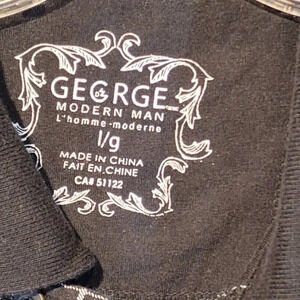 GEORGE
MODERN MAN
L'homme-moderne
l/g
MADE IN CHINA
FAIT EN.CHINE
CA# 51122